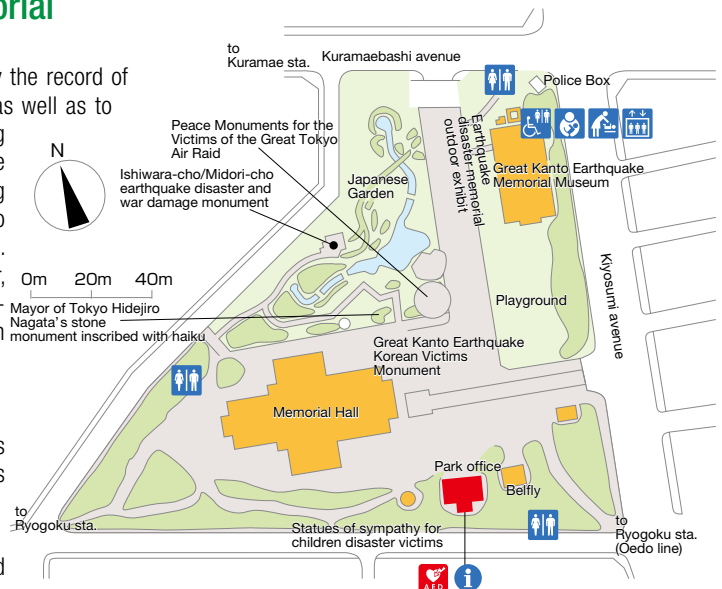 rial
y the record of
as well as to
g
e
g
o
.
r,
-
n
s
s
d
N
0m 20m 40m
to
Kuramae sta.
Kuramaebashi avenue
Police Box
Peace Monuments for the
Victims of the Great Tokyo
Air Raid
Ishiwara-cho/Midori-cho
earthquake disaster and
war damage monument
Japanese
Garden
Earthquake
disaster-memorial
outdoor exhibit
Great Kanto Earthquake
Memorial Museum
Kiyosumi avenue
Playground
Mayor of Tokyo Hidejiro
Nagata's stone
monument inscribed with haiku
Great Kanto Earthquake
Korean Victims
Monument
Memorial Hall
Park office
Belfly
to
Ryogoku sta.
Statues of sympathy for
children disaster victims
to
Ryogoku sta.
(Oedo line)
AED
i